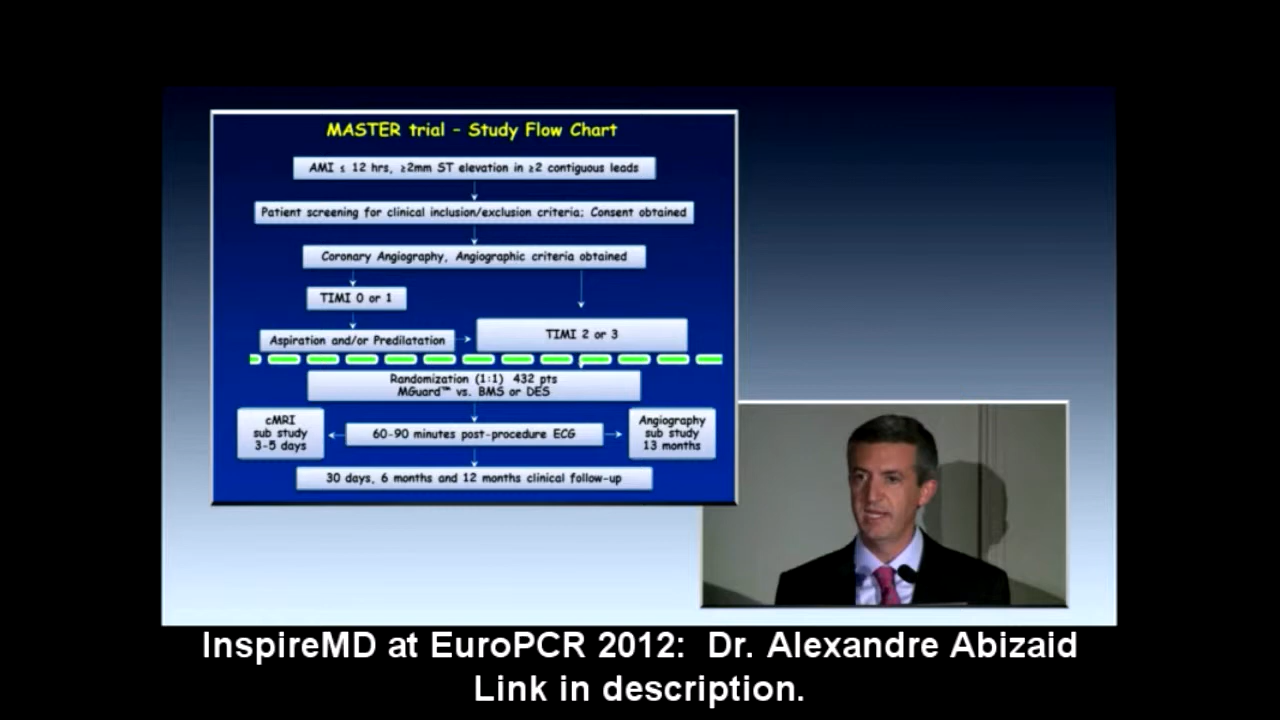 MASTER trial - Study Flow Chart
AMI ≤ 12 hrs, ≥2mm ST elevation in ≥2 contiguous leads
Patient screening for clinical inclusion/exclusion criteria; Consent obtained
Coronary Angiography, Angiographic criteria obtained
TIMI 0 or 1
Aspiration and/or Predilatation
TIMI 2 or 3
Randomization (1:1) 432 pts
MGuard™ vs. BMS or DES
cMRI
sub study
3-5 days
60-90 minutes post-procedure ECG
Angiography
sub study
13 months
30 days, 6 months and 12 months clinical follow-up
InspireMD at EuroPCR 2012: Dr. Alexandre Abizaid
Link in description.